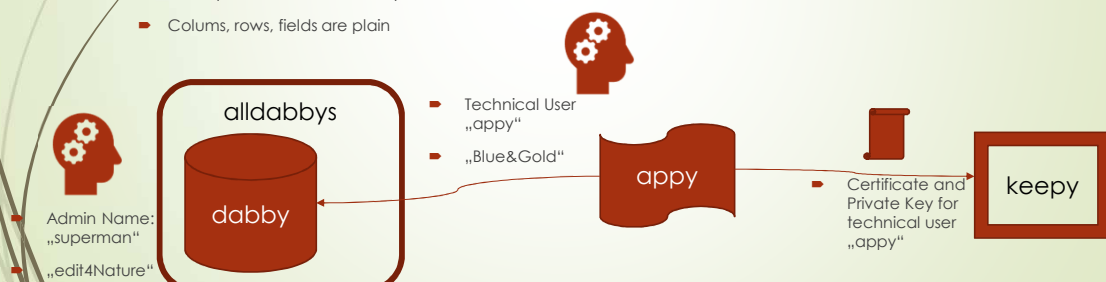 Colums, rows, fields are plain
alldabbys
dabby
Admin Name:
„superman“
„edit4Nature“
Technical User
„appy“
„Blue&Gold“
appy
Certificate and
Private Key for
technical user
„appy“
keepy